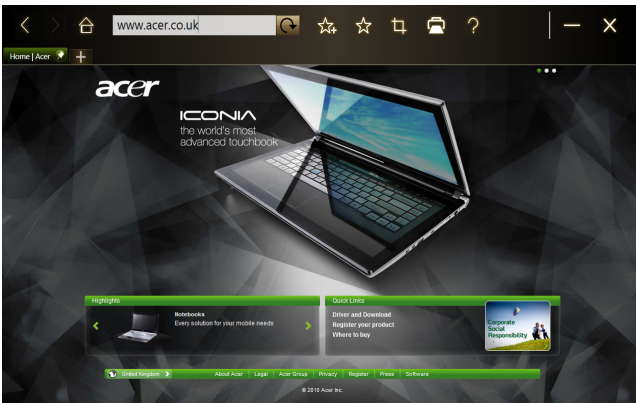 www.acer.co.uk
?
Home | Acer
acer
ICONIA
the world's most
advanced touchbook
Highlights
Notebooks
Every solution for your mobile needs
Quick Links
Driver and Download
Register your product
Where to buy
Corporate
Social
Responsibility
United Kingdom
About Acer | Legal | Acer Group | Privacy | Register | Press | Software
© 2010 Acer Inc.